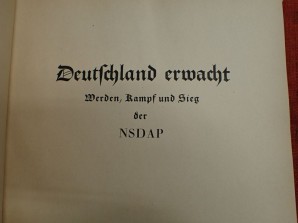 Deutschland erwacht
Werden, Kampf und Sieg
der
NSDAP